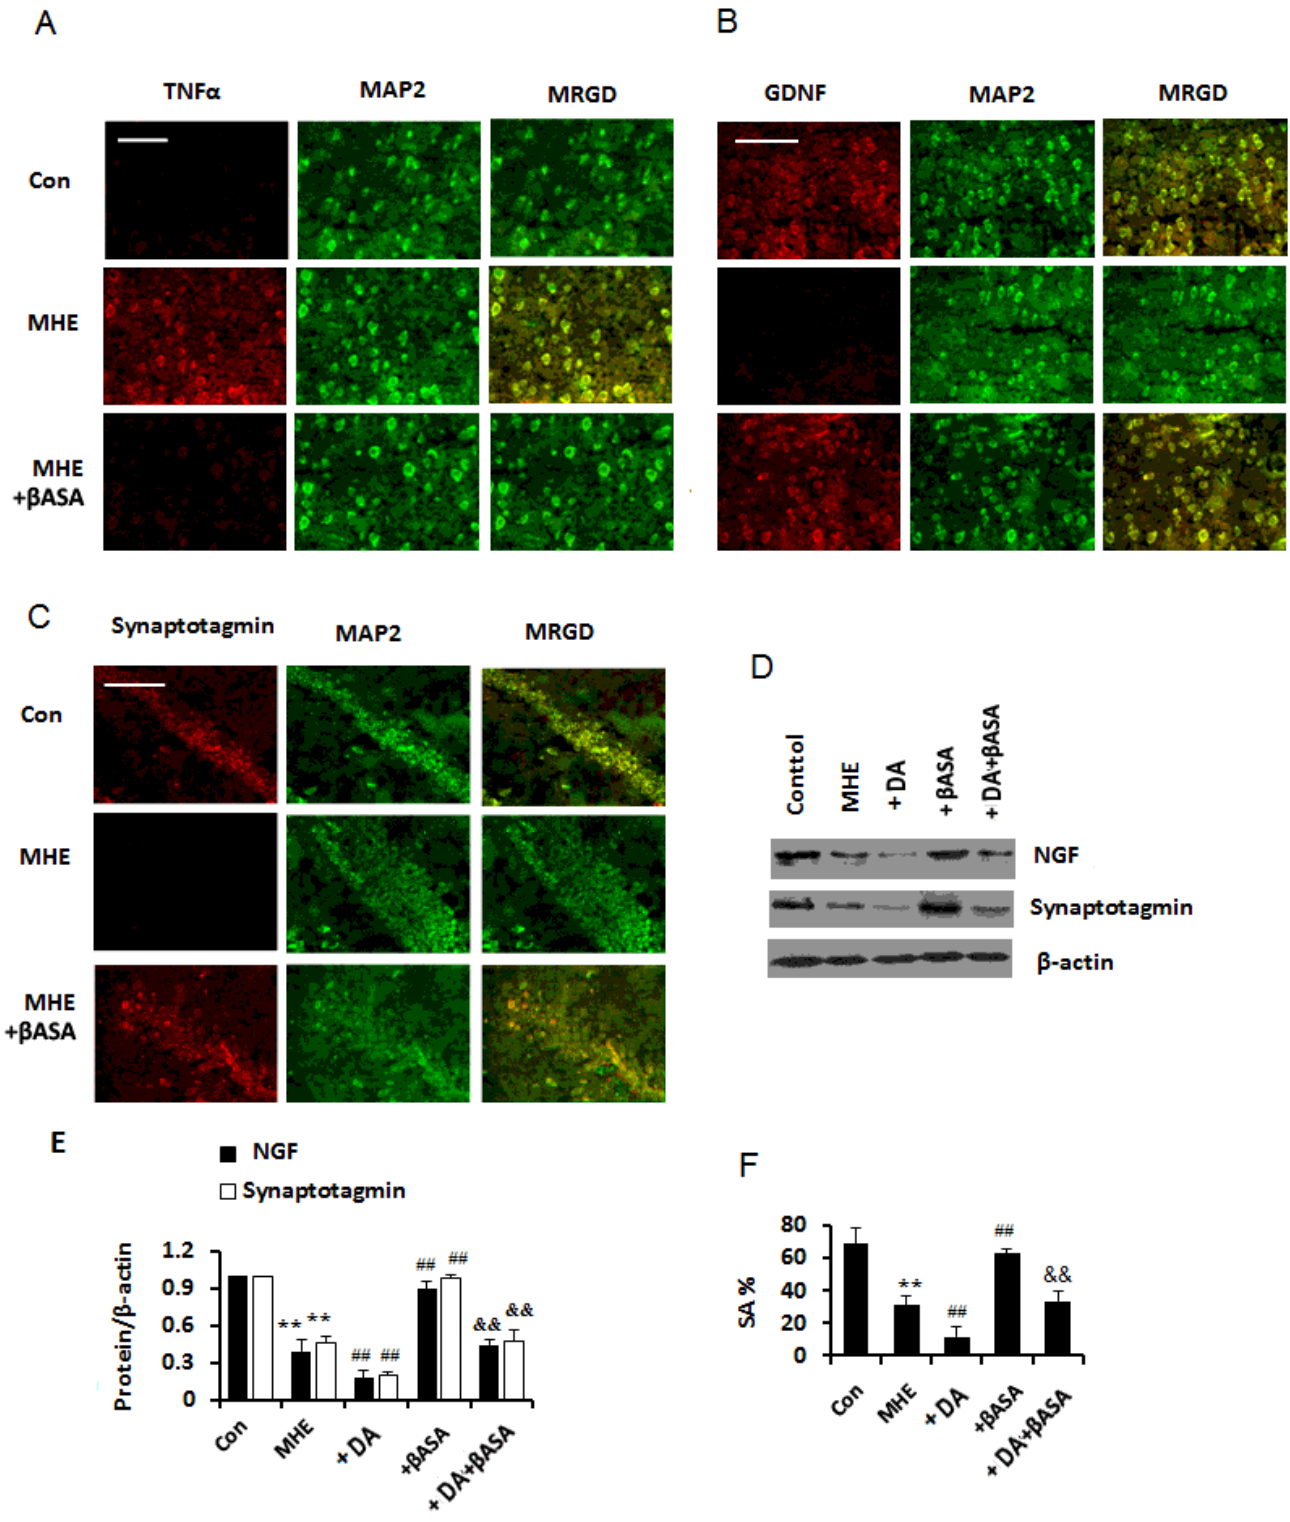 A
TNFα MAP2 MRGD
Con
MHE
MHE
+βASA
B
GDNF MAP2 MRGD
C
Synaptotagmin MAP2 MRGD
Con
MHE
MHE
+βASA
D
Conttol MHE + DA + βASA + DA+βASA
NGF
Synaptotagmin
β-actin
E
NGF
Synaptotagmin
Protein/β-actin
1.2
0.9
0.6
0.3
0
** **
## ##
## ##
&& &&
Con MHE + DA +βASA + DA+βASA
F
SA %
80
60
40
20
0
**
##
##
&&
Con MHE + DA +βASA + DA+βASA